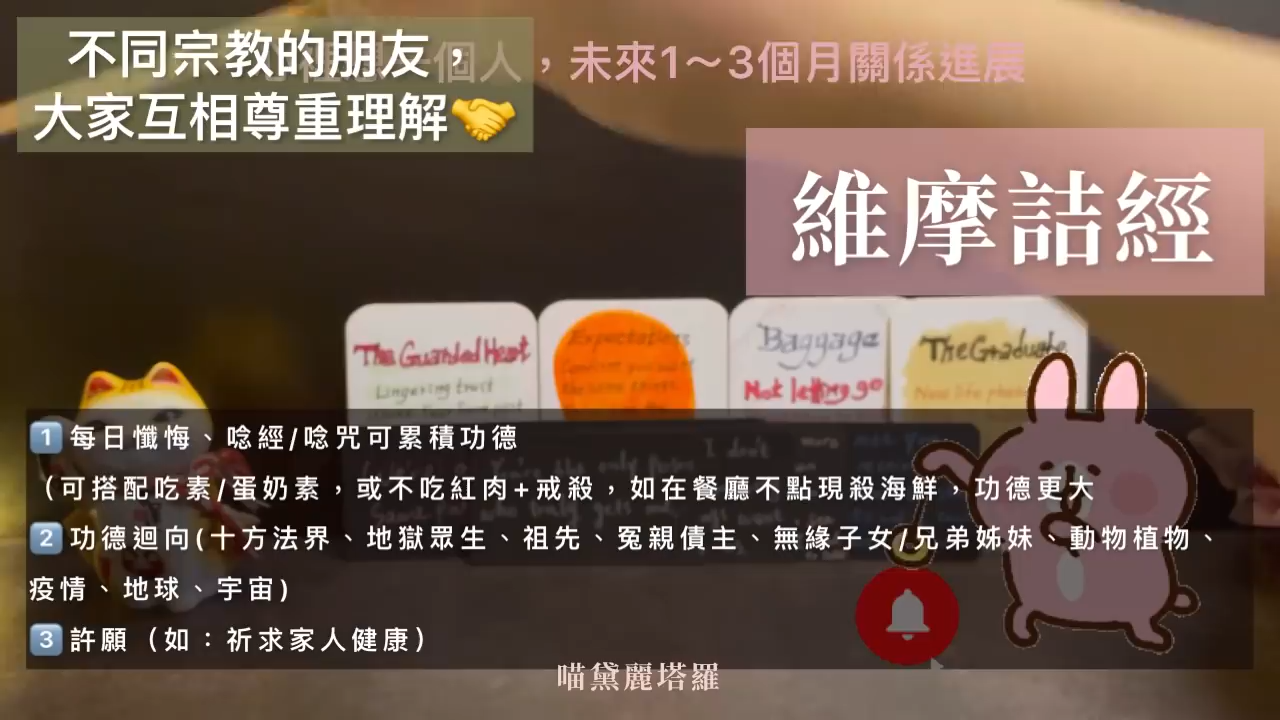 不同宗教的朋友，
大家互相尊重理解🤝
一個人，未來1～3個月關係進展
維摩詰經
The Guarded Heart
Lingering trust
Expectations
Baggage
Not letting go
The Graduate
1 每日懺悔、唸經/唸咒可累積功德
（可搭配吃素/蛋奶素，或不吃紅肉+戒殺，如在餐廳不點現殺海鮮，功德更大
2 功德迴向(十方法界、地獄眾生、祖先、冤親債主、無緣子女/兄弟姊妹、動物植物、
疫情、地球、宇宙)
3 許願（如：祈求家人健康）
喵黛麗塔羅